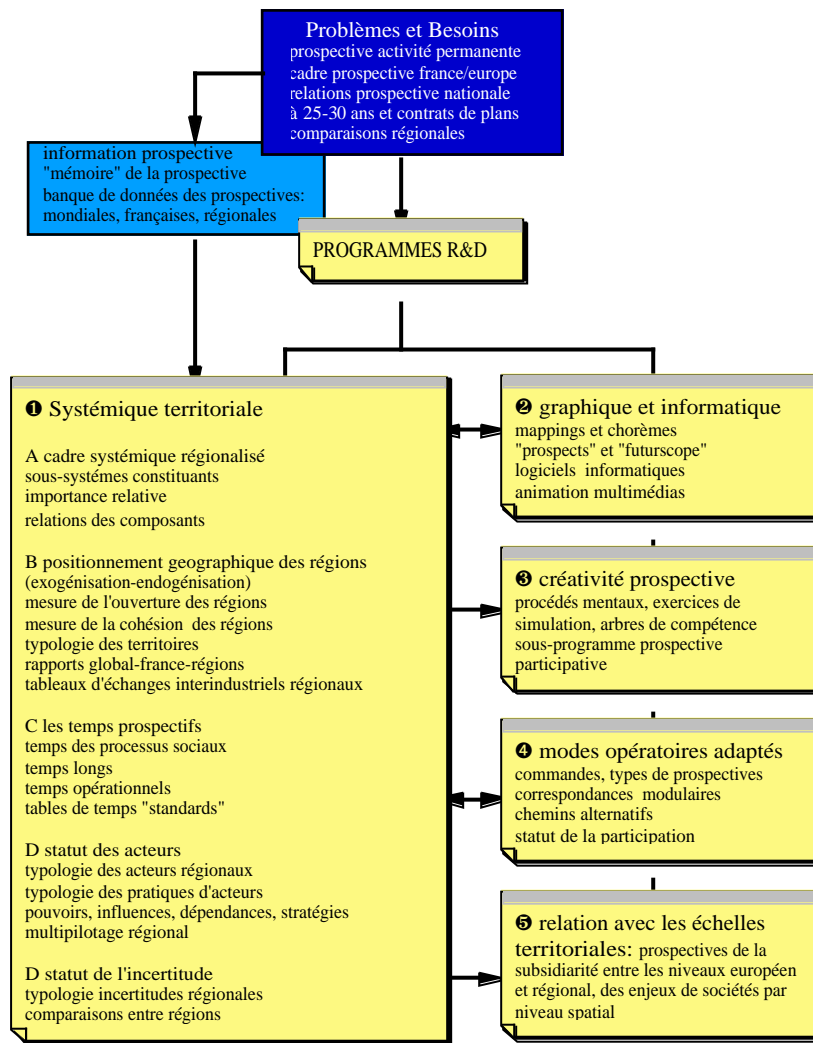 Problèmes et Besoins
prospective activité permanente
cadre prospective france/europe
relations prospective nationale
à 25-30 ans et contrats de plans
comparaisons régionales
information prospective
"mémoire" de la prospective
banque de données des prospectives:
mondiales, françaises, régionales
PROGRAMMES R&D
❶ Systémique territoriale
A cadre systémique régionalisé
sous-systémes constituants
importance relative
relations des composants
B positionnement geographique des régions
(exogénisation-endogénisation)
mesure de l'ouverture des régions
mesure de la cohésion des régions
typologie des territoires
rapports global-france-régions
tableaux d'échanges interindustriels régionaux
C les temps prospectifs
temps des processus sociaux
temps longs
temps opérationnels
tables de temps "standards"
D statut des acteurs
typologie des acteurs régionaux
typologie des pratiques d'acteurs
pouvoirs, influences, dépendances, stratégies
multipilotage régional
D statut de l'incertitude
typologie incertitudes régionales
comparaisons entre régions
❷ graphique et informatique
mappings et chorèmes
"prospects" et "futurscope"
logiciels informatiques
animation multimédias
❸ créativité prospective
procédés mentaux, exercices de
simulation, arbres de compétence
sous-programme prospective
participative
❹ modes opératoires adaptés
commandes, types de prospectives
correspondances modulaires
chemins alternatifs
statut de la participation
❺ relation avec les échelles
territoriales: prospectives de la
subsidiarité entre les niveaux européen
et régional, des enjeux de sociétés par
niveau spatial